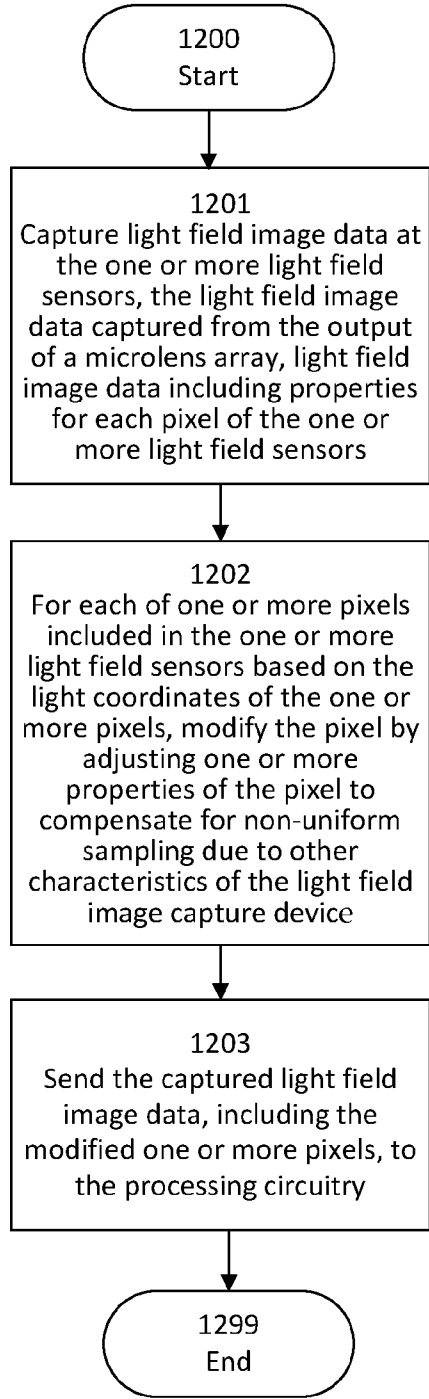 1200
Start
1201
Capture light field image data at
the one or more light field
sensors, the light field image
data captured from the output
of a microlens array, light field
image data including properties
for each pixel of the one or
more light field sensors
1202
For each of one or more pixels
included in the one or more
light field sensors based on the
light coordinates of the one or
more pixels, modify the pixel by
adjusting one or more
properties of the pixel to
compensate for non-uniform
sampling due to other
characteristics of the light field
image capture device
1203
Send the captured light field
image data, including the
modified one or more pixels, to
the processing circuitry
1299
End